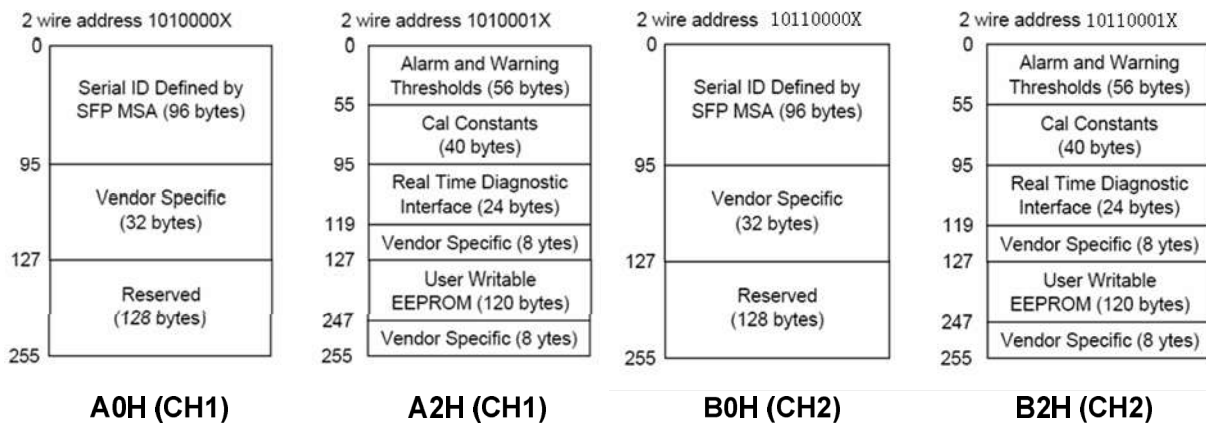 2 wire address 1010000X
0
Serial ID Defined by
SFP MSA (96 bytes)
95
Vendor Specific
(32 bytes)
127
Reserved
(128 bytes)
255
A0H (CH1)
2 wire address 1010001X
0
Alarm and Warning
Thresholds (56 bytes)
55
Cal Constants
(40 bytes)
95
Real Time Diagnostic
Interface (24 bytes)
119
Vendor Specific (8 ytes)
127
User Writable
EEPROM (120 bytes)
247
Vendor Specific (8 ytes)
255
A2H (CH1)
2 wire address 10110000X
0
Serial ID Defined by
SFP MSA (96 bytes)
95
Vendor Specific
(32 bytes)
127
Reserved
(128 bytes)
255
B0H (CH2)
2 wire address 10110001X
0
Alarm and Warning
Thresholds (56 bytes)
55
Cal Constants
(40 bytes)
95
Real Time Diagnostic
Interface (24 bytes)
119
Vendor Specific (8 ytes)
127
User Writable
EEPROM (120 bytes)
247
Vendor Specific (8 ytes)
255
B2H (CH2)